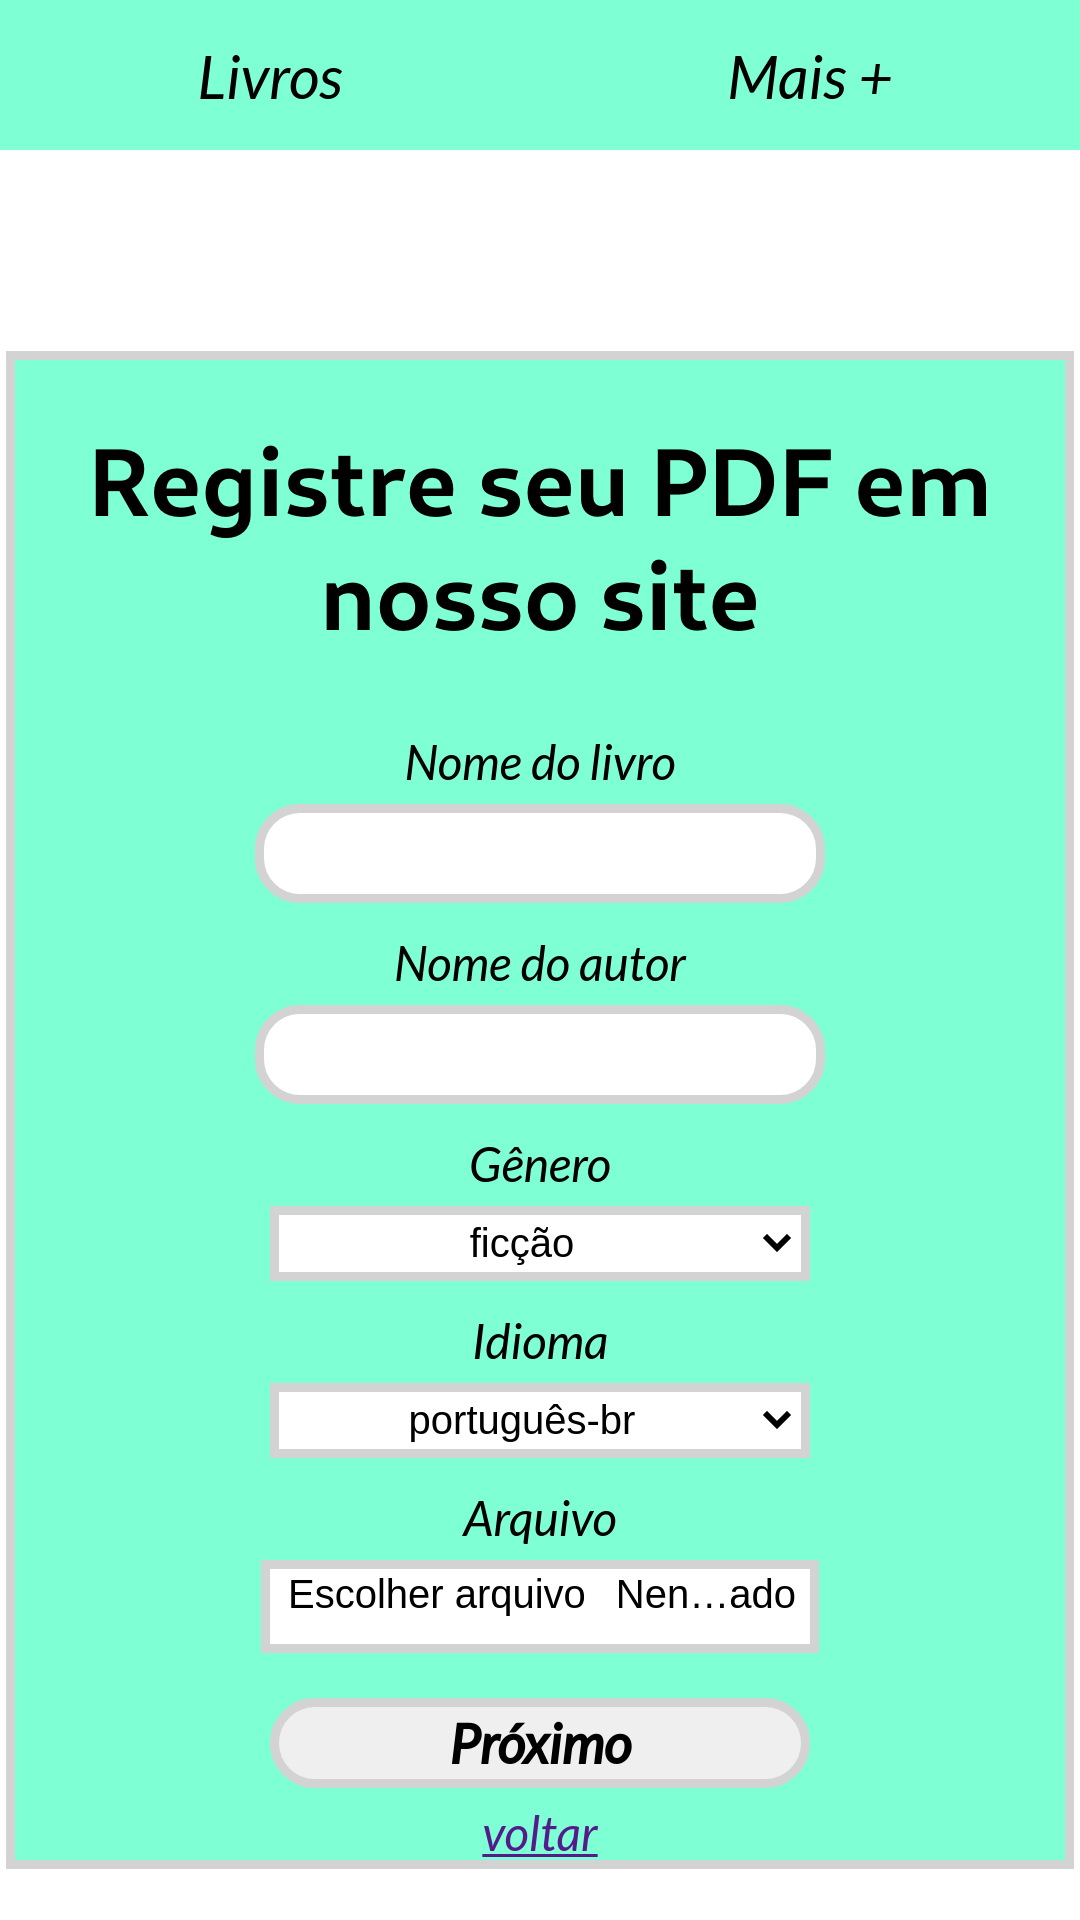 Livros Mais +
Registre seu PDF em
nosso site
Nome do livro
Nome do autor
Gênero
ficção
Idioma
português-br
Arquivo
Escolher arquivo Nen…ado
Próximo
voltar